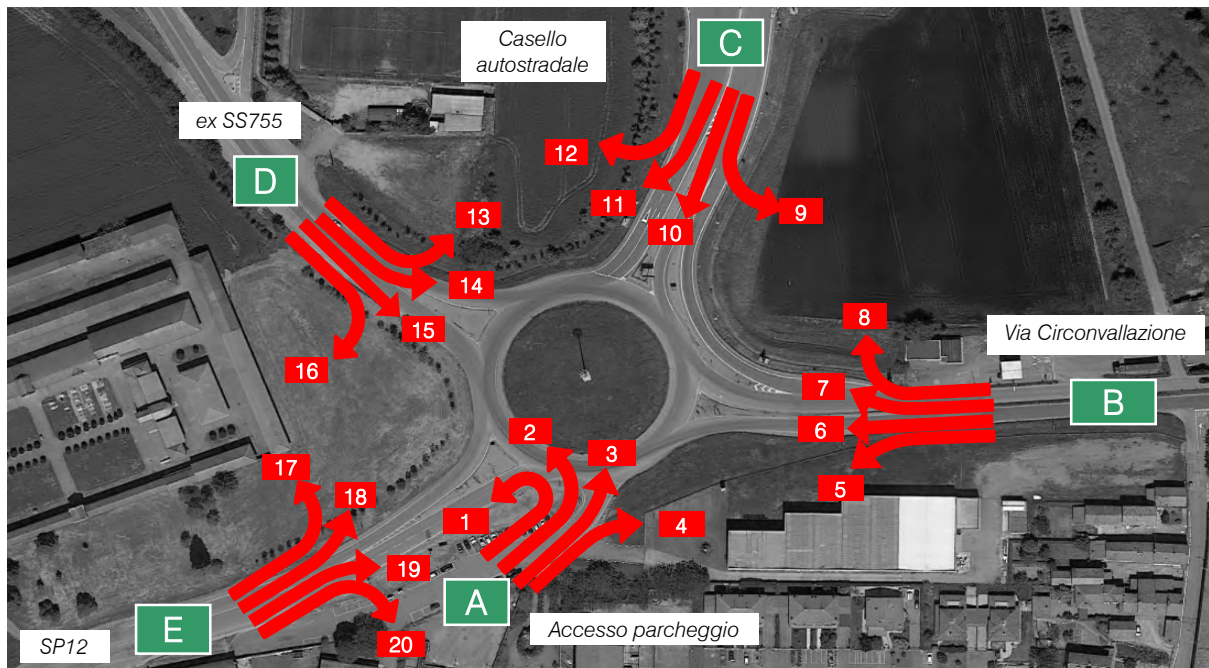 Casello
autostradale
C
ex SS755
D
12
11
10
9
13
14
15
16
8
Via Circonvallazione
7
B
6
5
2
3
1
4
17
18
19
A
E
20
SP12
Accesso parcheggio